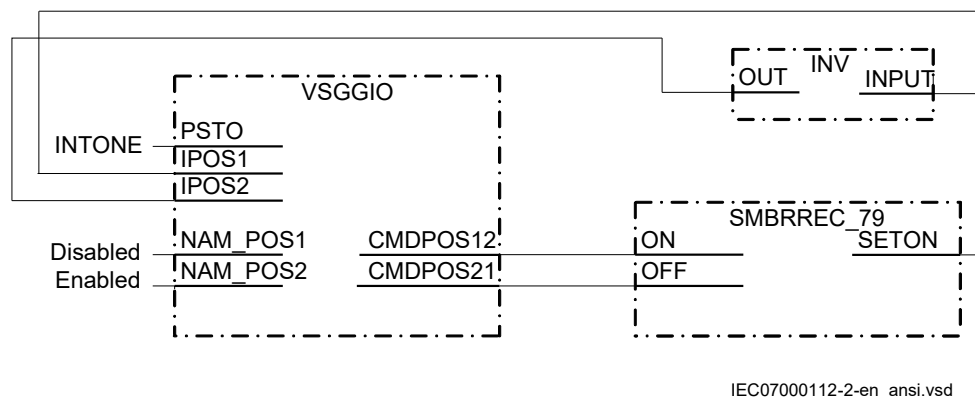 INV
OUT INPUT
VSGGIO
INTONE PSTO
IPOS1
IPOS2
SMBRREC_79
Disabled NAM_POS1 CMDPOS12 ON SETON
Enabled NAM_POS2 CMDPOS21 OFF
IEC07000112-2-en_ansi.vsd